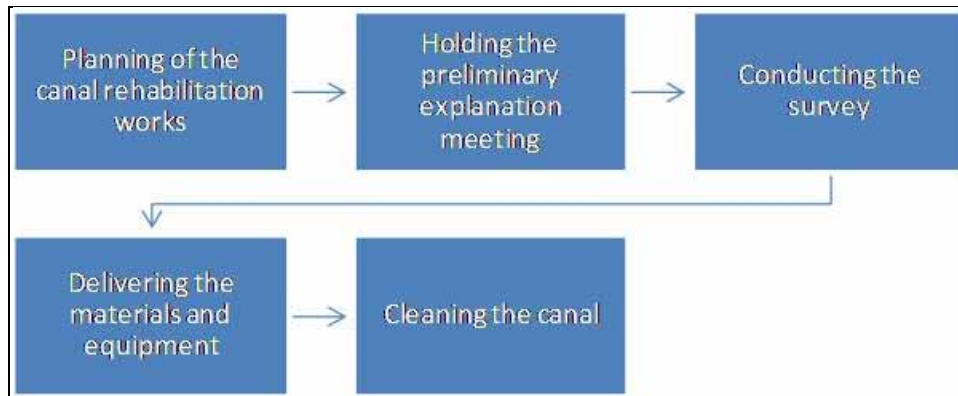 Planning of the
canal rehabilitation
works
Holding the
preliminary
explanation
meeting
Conducting the
survey
Delivering the
materials and
equipment
Cleaning the canal